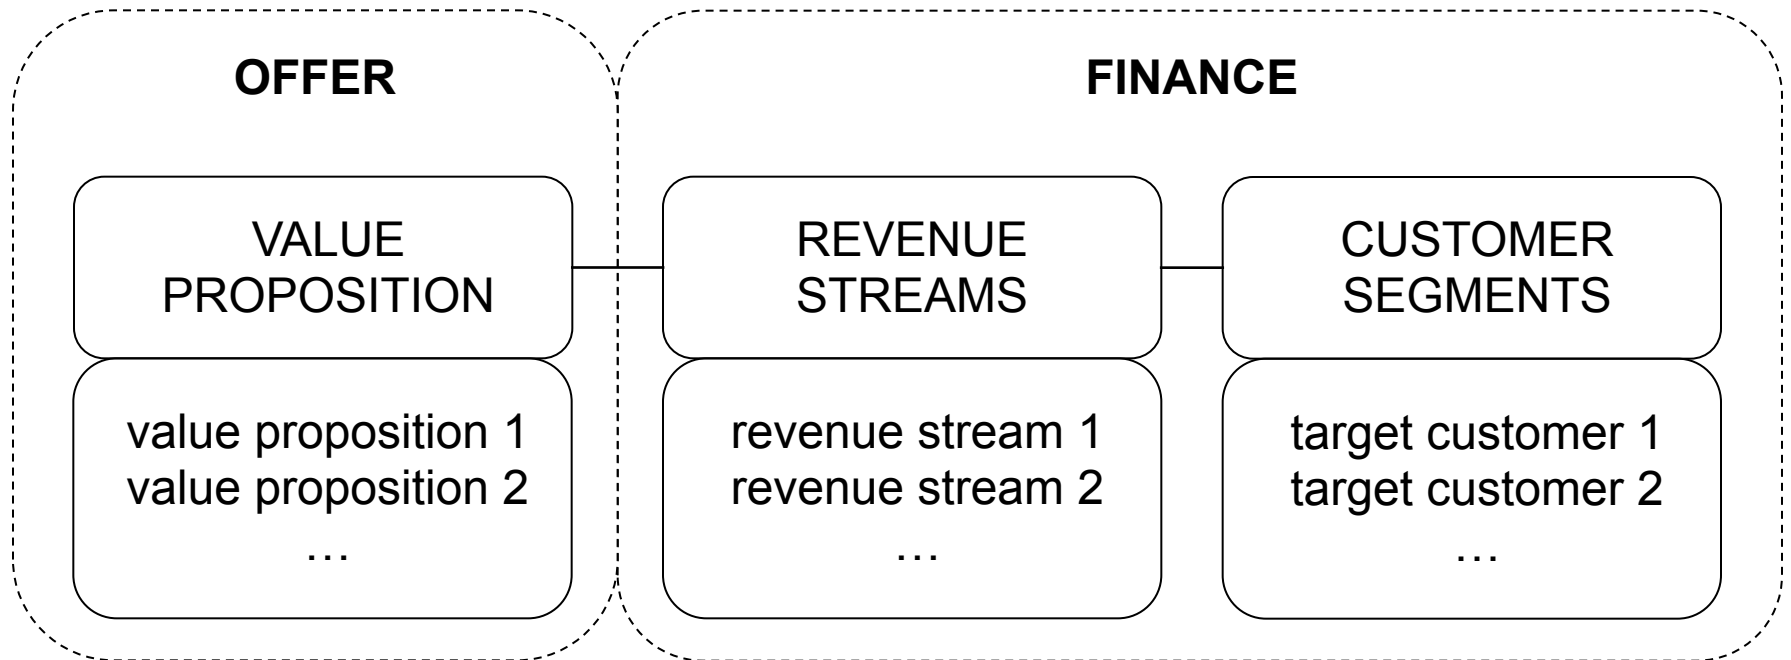 OFFER
FINANCE
VALUE
PROPOSITION
REVENUE
STREAMS
CUSTOMER
SEGMENTS
value proposition 1
value proposition 2
…
revenue stream 1
revenue stream 2
…
target customer 1
target customer 2
…